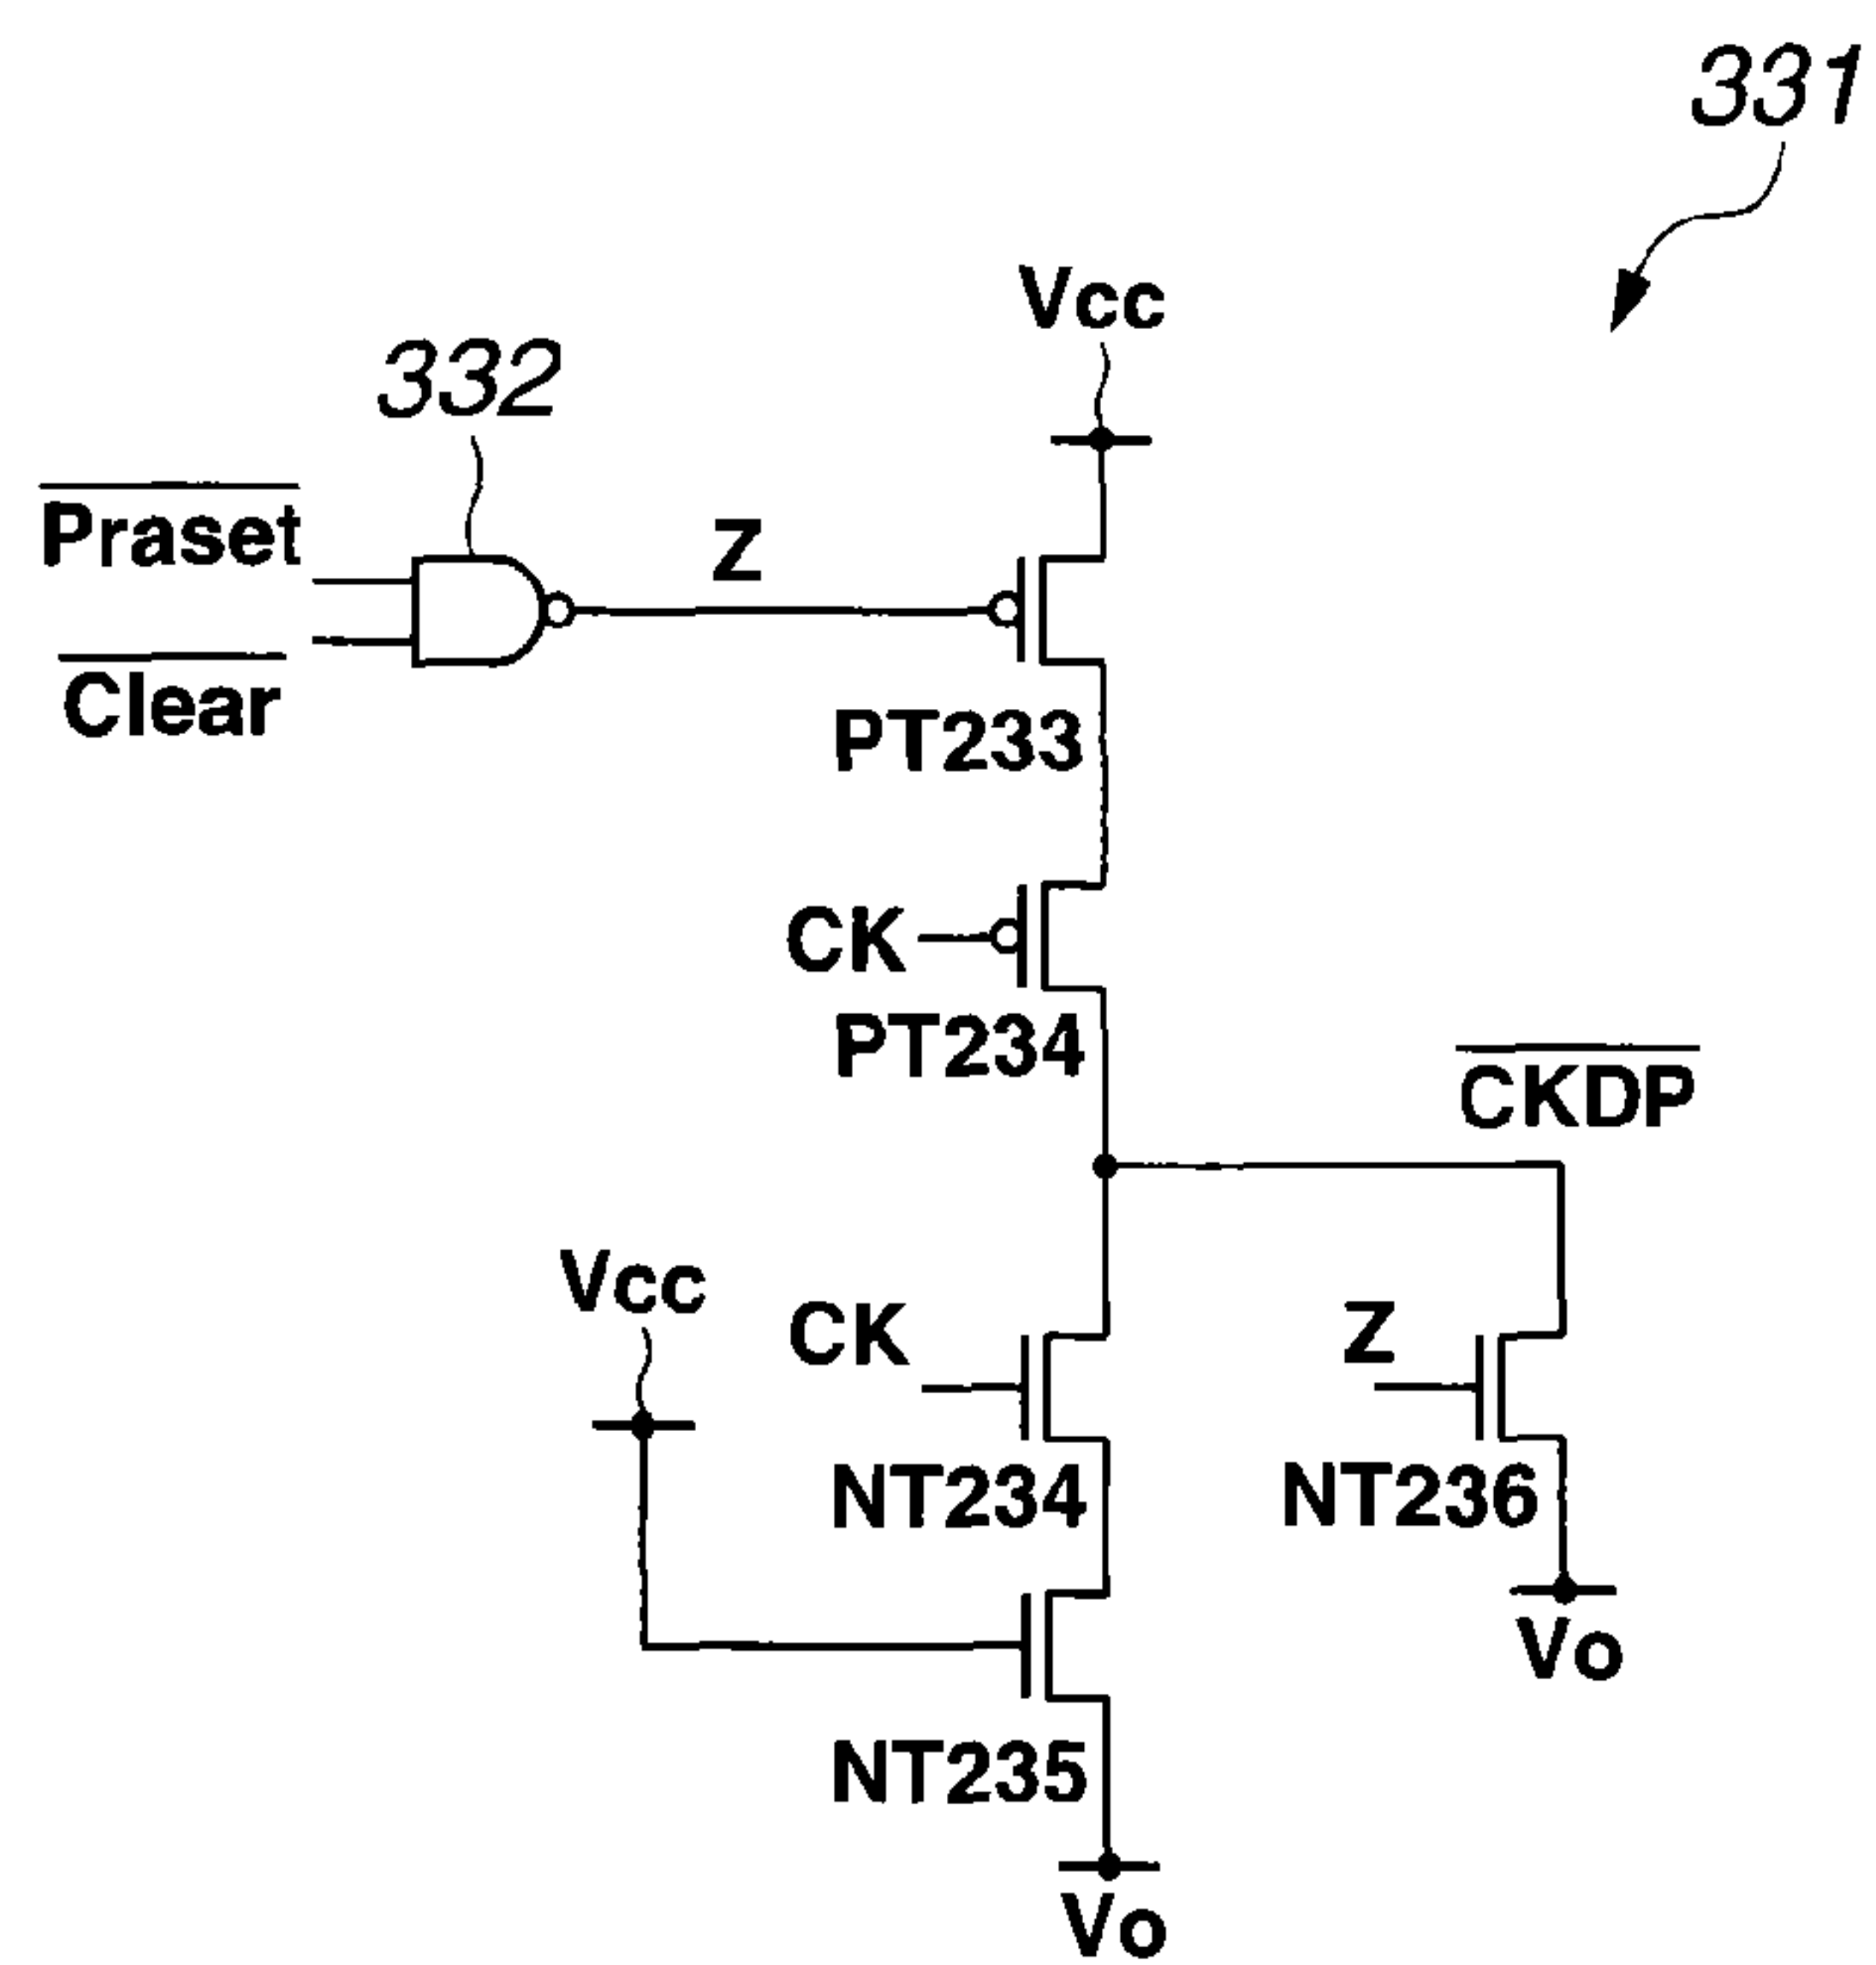 331
Vcc
332
Praset
Z
Clear
PT233
CK
PT234
CKDP
Vcc
CK
Z
NT234
NT236
Vo
NT235
Vo